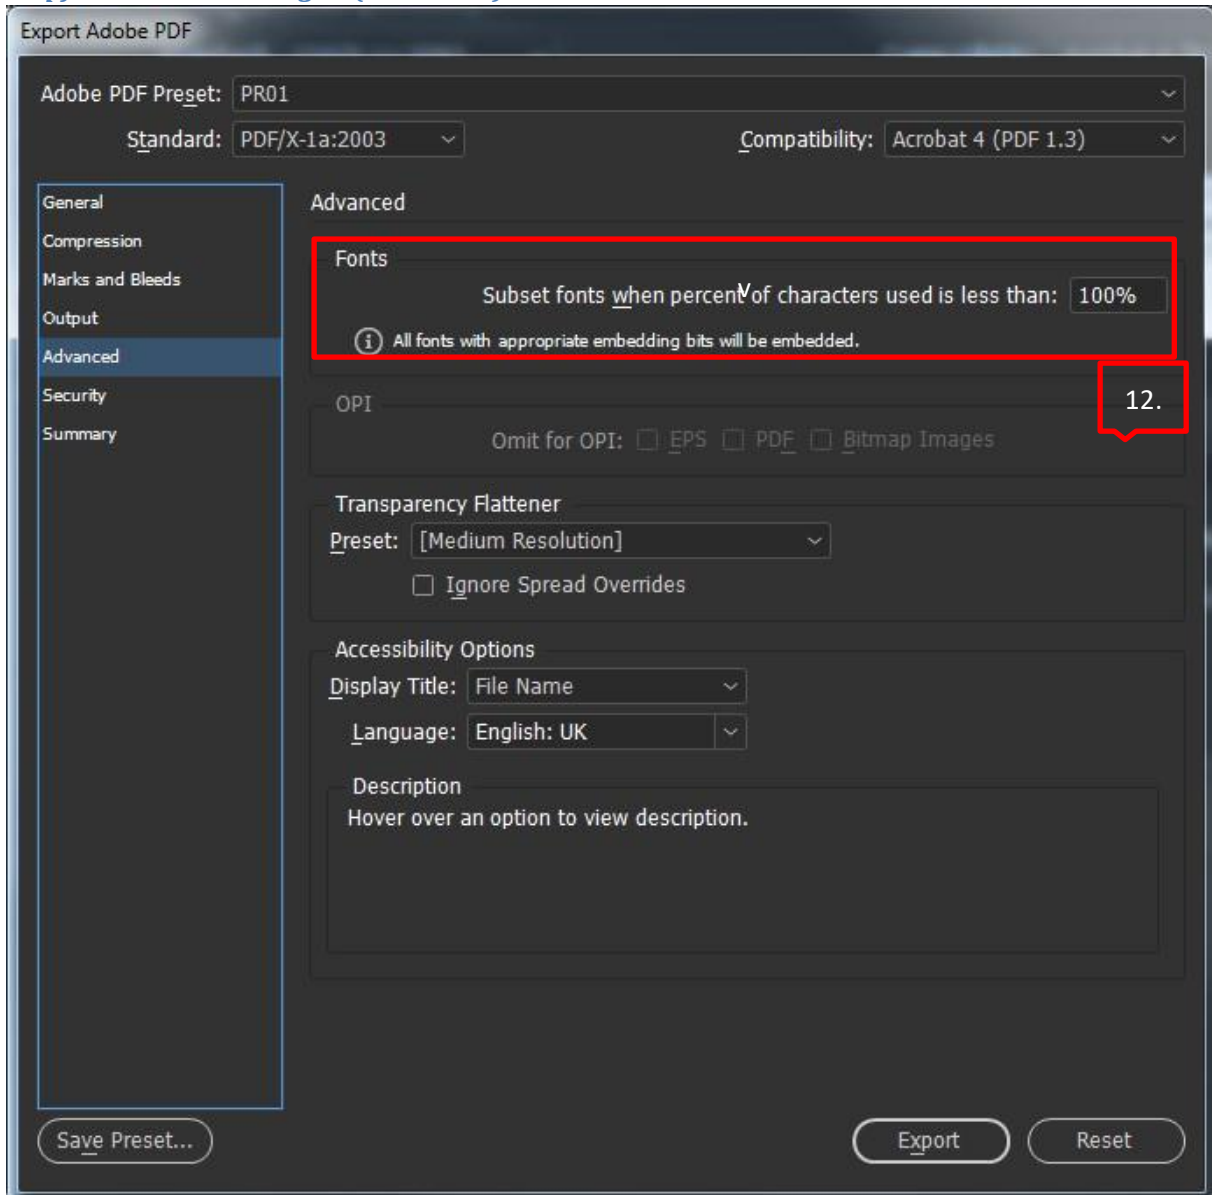 Export Adobe PDF
Adobe PDF Preset: PR01
Standard: PDF/X-1a:2003 Compatibility: Acrobat 4 (PDF 1.3)
General
Compression
Marks and Bleeds
Output
Advanced
Security
Summary
Advanced
Fonts
Subset fonts when percent of characters used is less than: 100%
v
All fonts with appropriate embedding bits will be embedded.
12.
OPI
Omit for OPI: EPS PDF Bitmap Images
Transparency Flattener
Preset: [Medium Resolution]
Ignore Spread Overrides
Accessibility Options
Display Title: File Name
Language: English: UK
Description
Hover over an option to view description.
Save Preset... Export Reset